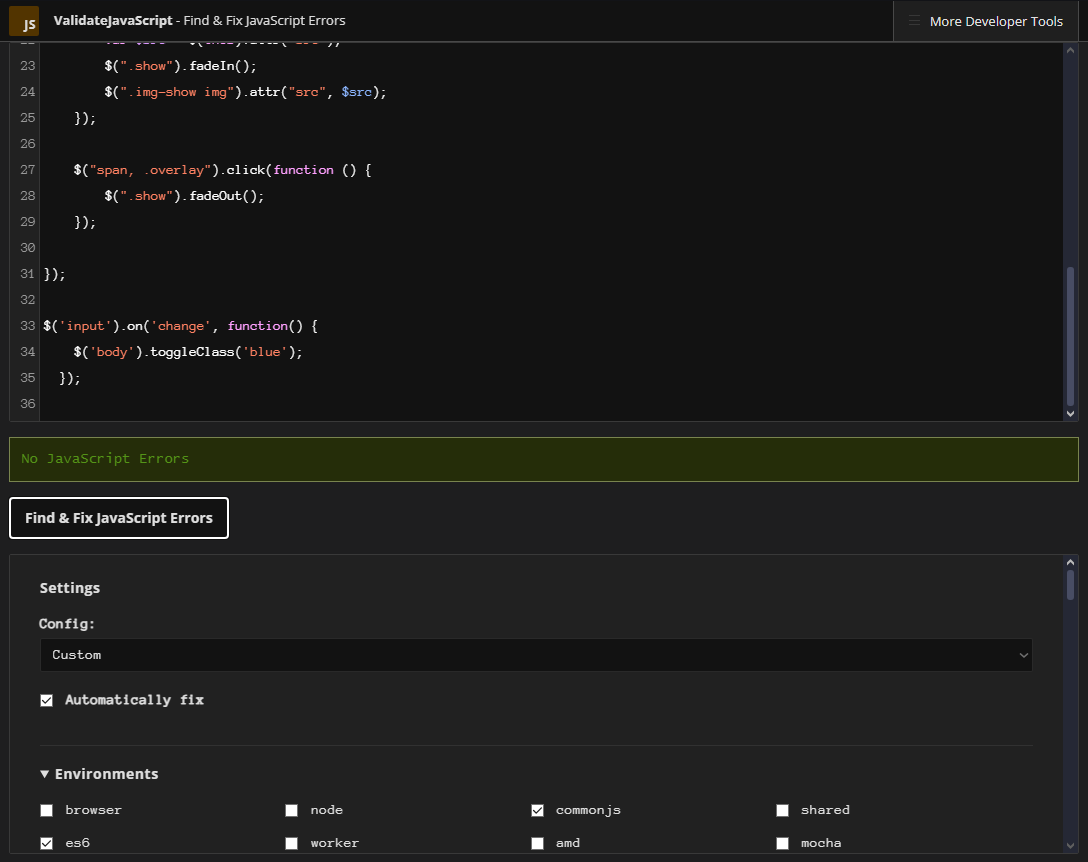 JS ValidateJavaScript - Find & Fix JavaScript Errors
More Developer Tools
23 $(".show").fadeIn();
24 $(".img-show img").attr("src", $src);
25 });
26
27 $("span, .overlay").click(function () {
28 $(".show").fadeOut();
29 });
30
31 });
32
33 $('input').on('change', function() {
34 $('body').toggleClass('blue');
35 });
36
No JavaScript Errors
Find & Fix JavaScript Errors
Settings
Config:
Custom
Automatically fix
▼ Environments
browser node commonjs shared
es6 worker amd mocha